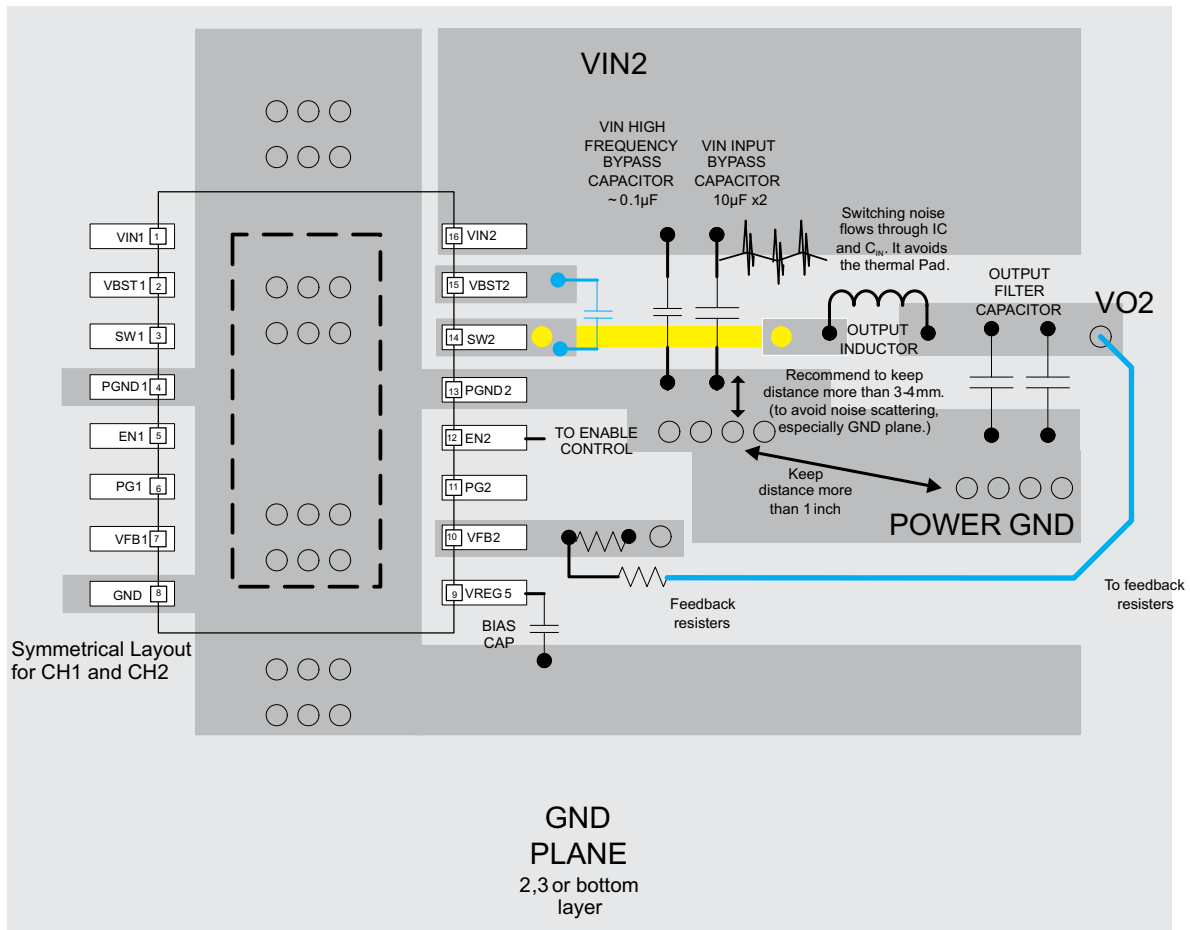 VIN2
VIN HIGH
FREQUENCY
BYPASS
CAPACITOR
~ 0.1µF
VIN INPUT
BYPASS
CAPACITOR
10µF x2
Switching noise
flows through IC
and CIN. It avoids
the thermal Pad.
OUTPUT
FILTER
CAPACITOR
VO2
OUTPUT
INDUCTOR
Recommend to keep
distance more than 3-4mm.
(to avoid noise scattering,
especially GND plane.)
Keep
distance more
than 1 inch
POWER GND
VIN1 1
VBST1 2
SW1 3
PGND1 4
EN1 5
PG1 6
VFB1 7
GND 8
16 VIN2
15 VBST2
14 SW2
13 PGND2
12 EN2
11 PG2
10 VFB2
9 VREG5
TO ENABLE
CONTROL
Feedback
resisters
To feedback
resisters
BIAS
CAP
Symmetrical Layout
for CH1 and CH2
GND
PLANE
2,3 or bottom
layer